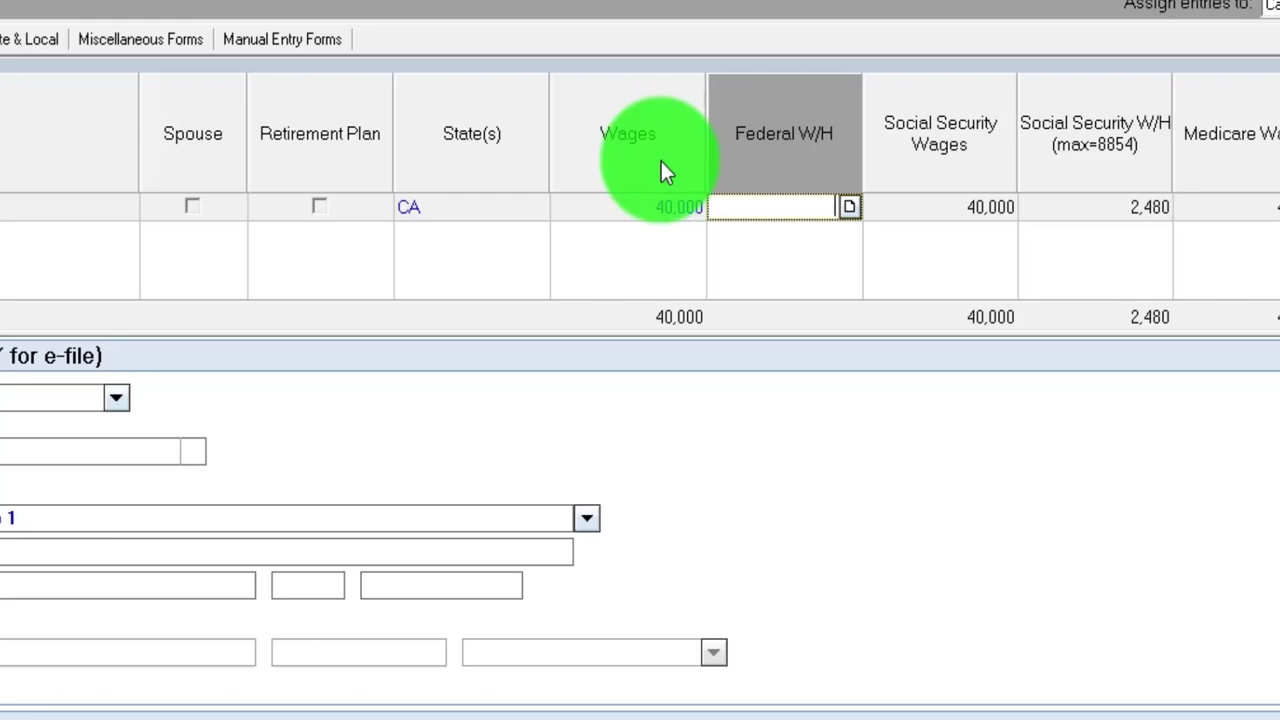 Assign entries to:
te & Local Miscellaneous Forms Manual Entry Forms
Spouse Retirement Plan State(s) Wages Federal W/H Social Security Wages Social Security W/H (max=8854) Medicare
CA 40,000 40,000 2,480
40,000 40,000 2,480
for e-file)
1